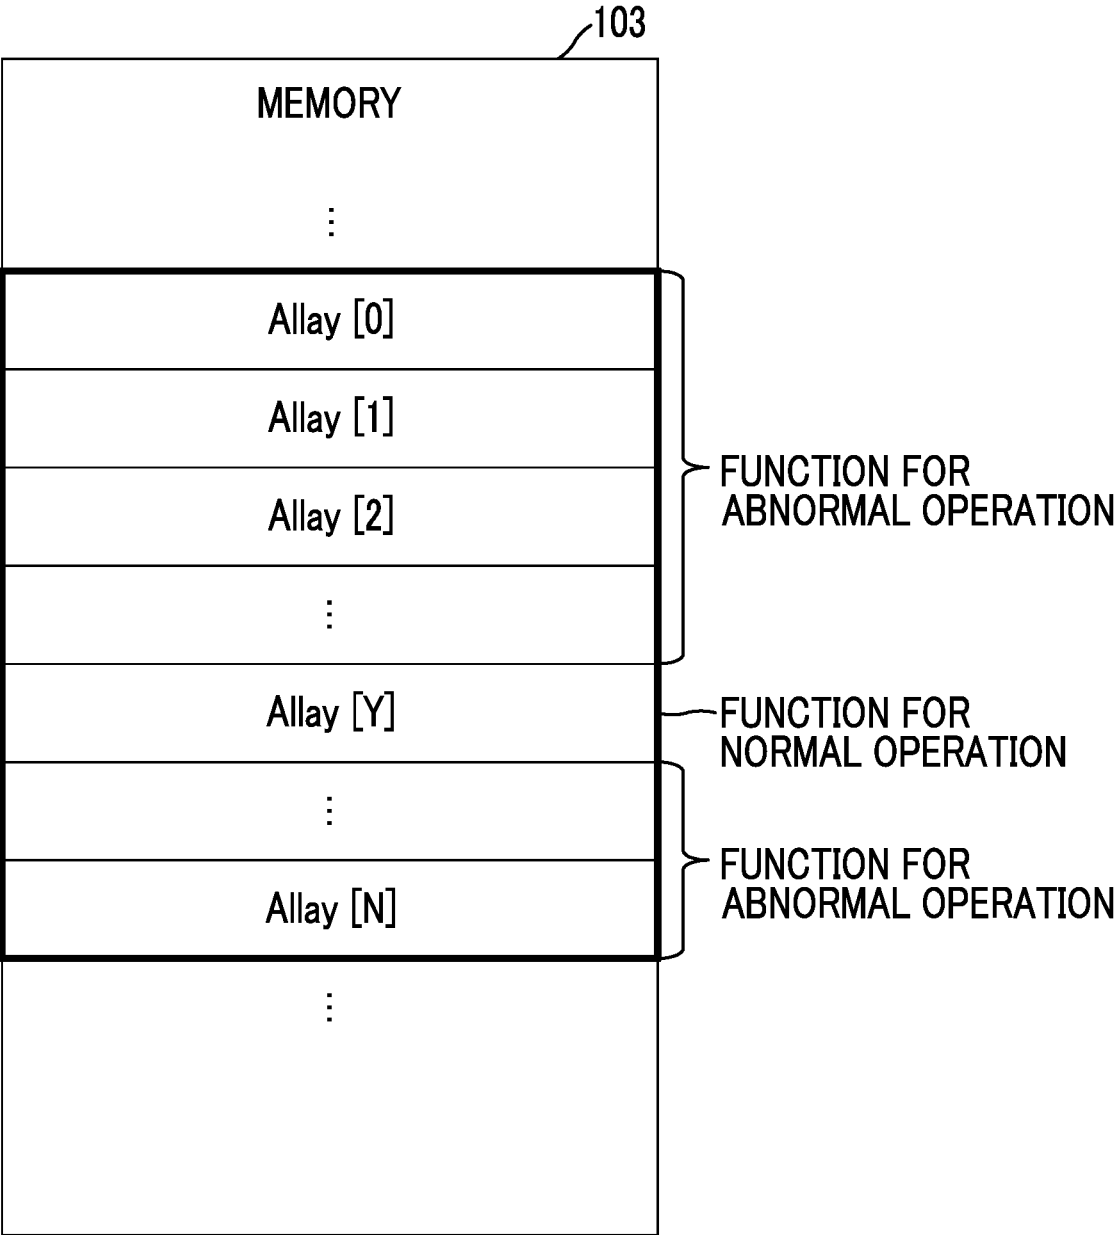 103
MEMORY
⋮
Allay [0]
Allay [1]
Allay [2]
⋮
FUNCTION FOR
ABNORMAL OPERATION
Allay [Y]
FUNCTION FOR
NORMAL OPERATION
⋮
Allay [N]
FUNCTION FOR
ABNORMAL OPERATION
⋮